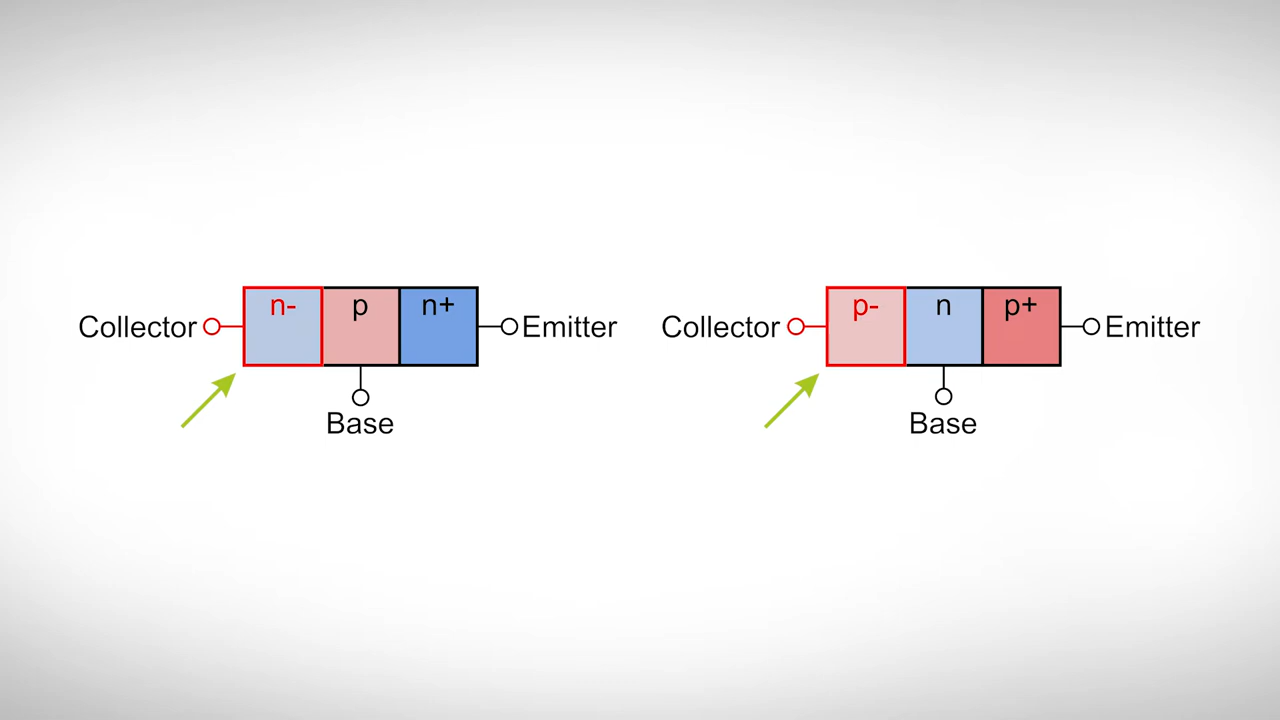 n- p n+
Collector Emitter
Base
p- n p+
Collector Emitter
Base